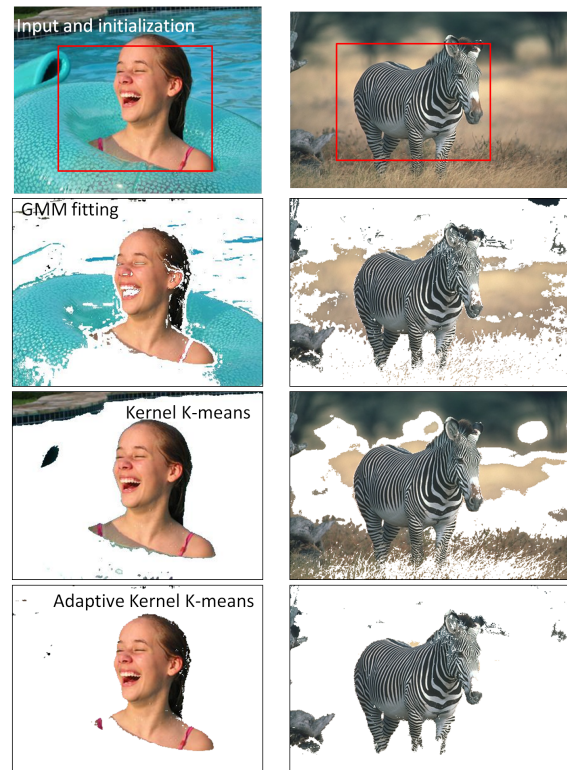 Input and initialization
GMM fitting
Kernel K-means
Adaptive Kernel K-means